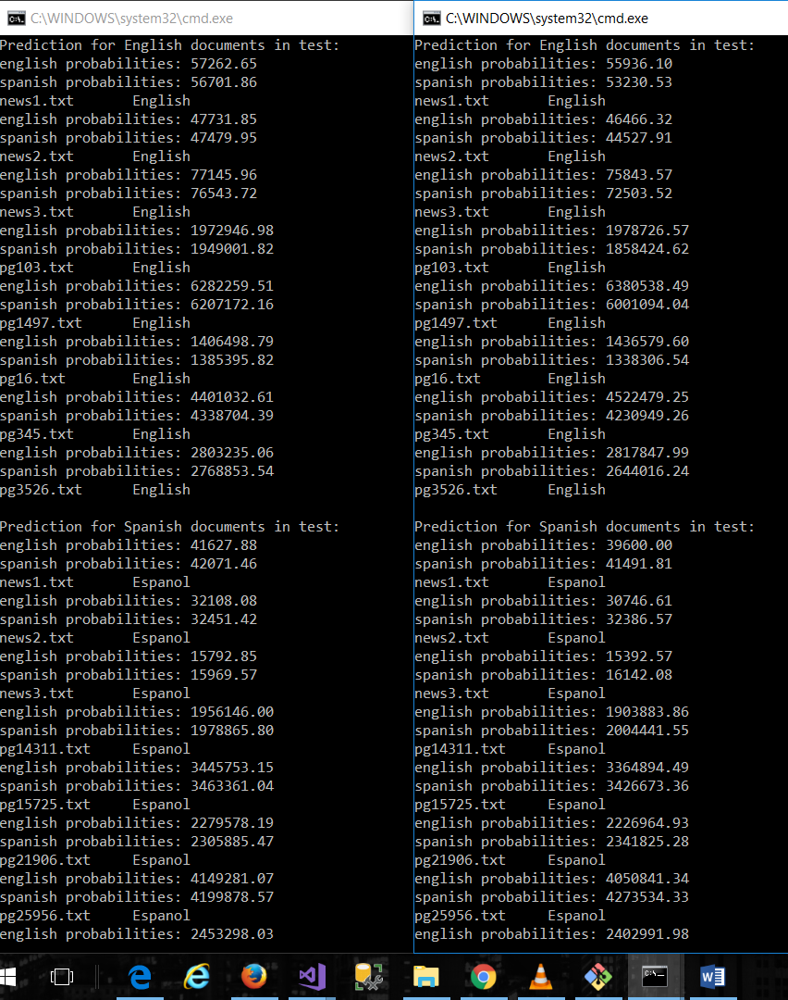 C:\WINDOWS\system32\cmd.exe
Prediction for English documents in test:
english probabilities: 57262.65
spanish probabilities: 56701.86
news1.txt English
english probabilities: 47731.85
spanish probabilities: 47479.95
news2.txt English
english probabilities: 77145.96
spanish probabilities: 76543.72
news3.txt English
english probabilities: 1972946.98
spanish probabilities: 1949001.82
pg103.txt English
english probabilities: 6282259.51
spanish probabilities: 6207172.16
pg1497.txt English
english probabilities: 1406498.79
spanish probabilities: 1385395.82
pg16.txt English
english probabilities: 4401032.61
spanish probabilities: 4338704.39
pg345.txt English
english probabilities: 2803235.06
spanish probabilities: 2768853.54
pg3526.txt English
Prediction for Spanish documents in test:
english probabilities: 41627.88
spanish probabilities: 42071.46
news1.txt Espanol
english probabilities: 32108.08
spanish probabilities: 32451.42
news2.txt Espanol
english probabilities: 15792.85
spanish probabilities: 15969.57
news3.txt Espanol
english probabilities: 1956146.00
spanish probabilities: 1978865.80
pg14311.txt Espanol
english probabilities: 3445753.15
spanish probabilities: 3463361.04
pg15725.txt Espanol
english probabilities: 2279578.19
spanish probabilities: 2305885.47
pg21906.txt Espanol
english probabilities: 4149281.07
spanish probabilities: 4199878.57
pg25956.txt Espanol
english probabilities: 2453298.03
C:\WINDOWS\system32\cmd.exe
Prediction for English documents in test:
english probabilities: 55936.10
spanish probabilities: 53230.53
news1.txt English
english probabilities: 46466.32
spanish probabilities: 44527.91
news2.txt English
english probabilities: 75843.57
spanish probabilities: 72503.52
news3.txt English
english probabilities: 1978726.57
spanish probabilities: 1858424.62
pg103.txt English
english probabilities: 6380538.49
spanish probabilities: 6001094.04
pg1497.txt English
english probabilities: 1436579.60
spanish probabilities: 1338306.54
pg16.txt English
english probabilities: 4522479.25
spanish probabilities: 4230949.26
pg345.txt English
english probabilities: 2817847.99
spanish probabilities: 2644016.24
pg3526.txt English
Prediction for Spanish documents in test:
english probabilities: 39600.00
spanish probabilities: 41491.81
news1.txt Espanol
english probabilities: 30746.61
spanish probabilities: 32386.57
news2.txt Espanol
english probabilities: 15392.57
spanish probabilities: 16142.08
news3.txt Espanol
english probabilities: 1903883.86
spanish probabilities: 2004441.55
pg14311.txt Espanol
english probabilities: 3364894.49
spanish probabilities: 3426673.36
pg15725.txt Espanol
english probabilities: 2226964.93
spanish probabilities: 2341825.28
pg21906.txt Espanol
english probabilities: 4050841.34
spanish probabilities: 4273534.33
pg25956.txt Espanol
english probabilities: 2402991.98